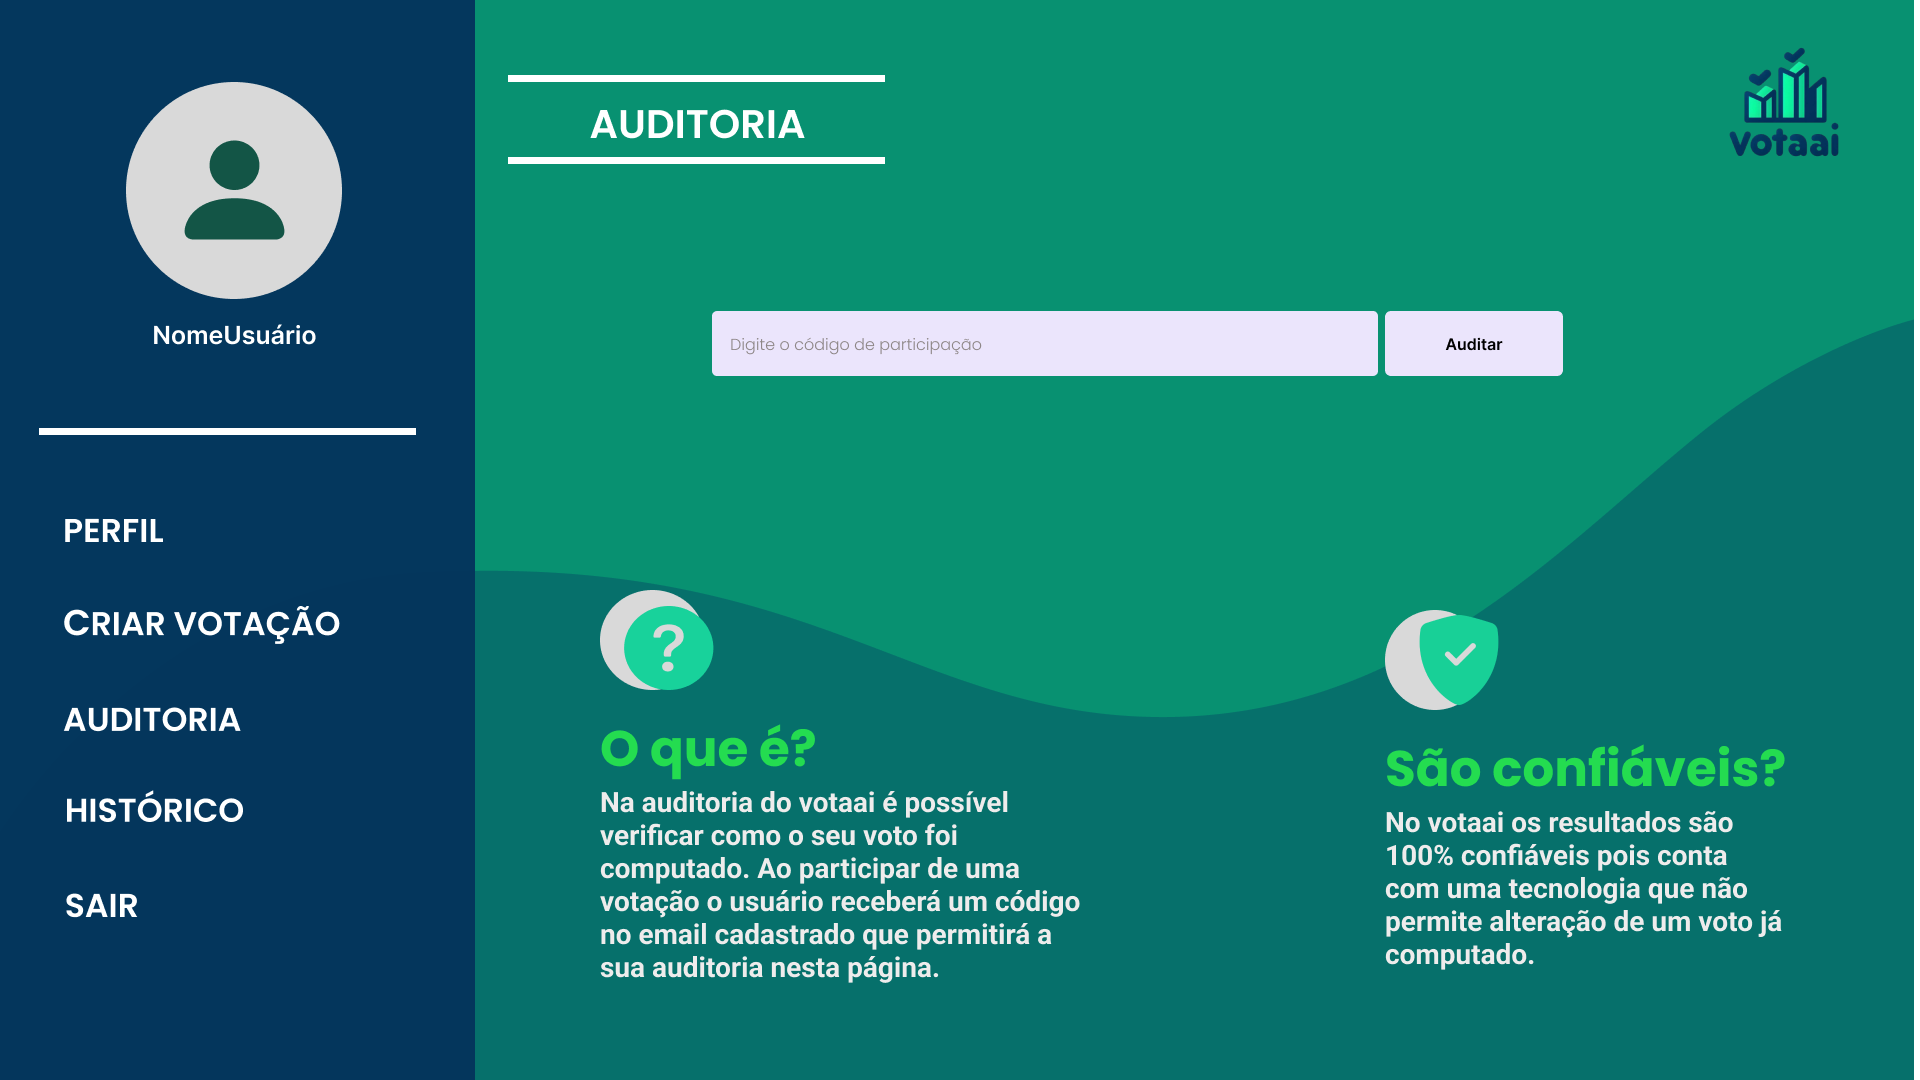 NomeUsuário
PERFIL
CRIAR VOTAÇÃO
AUDITORIA
HISTÓRICO
SAIR
AUDITORIA
votaai
Digite o código de participação
Auditar
?
O que é?
Na auditoria do votaai é possível
verificar como o seu voto foi
computado. Ao participar de uma
votação o usuário receberá um código
no email cadastrado que permitirá a
sua auditoria nesta página.
São confiáveis?
No votaai os resultados são
100% confiáveis pois conta
com uma tecnologia que não
permite alteração de um voto já
computado.